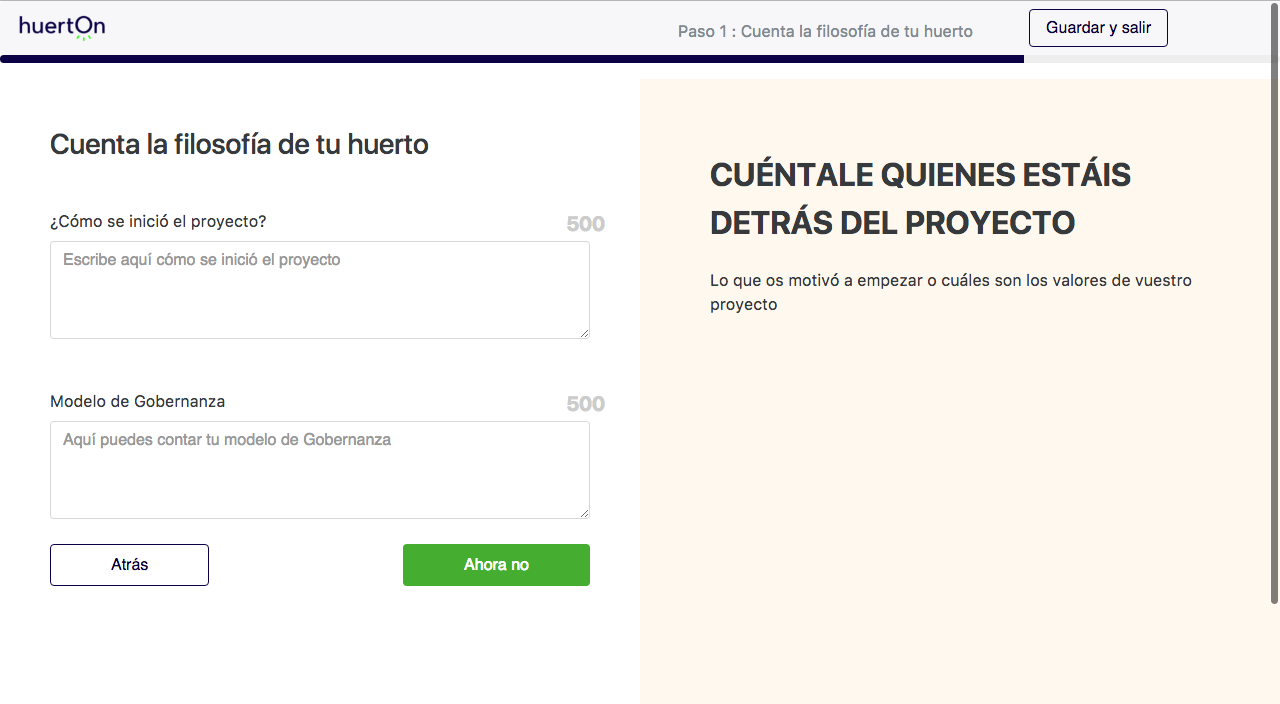 huertOn
Paso 1 : Cuenta la filosofía de tu huerto
Guardar y salir
Cuenta la filosofía de tu huerto
¿Cómo se inició el proyecto?
500
Escribe aquí cómo se inició el proyecto
Modelo de Gobernanza
500
Aquí puedes contar tu modelo de Gobernanza
Atrás
Ahora no
CUÉNTALE QUIENES ESTÁIS
DETRÁS DEL PROYECTO
Lo que os motivó a empezar o cuáles son los valores de vuestro
proyecto